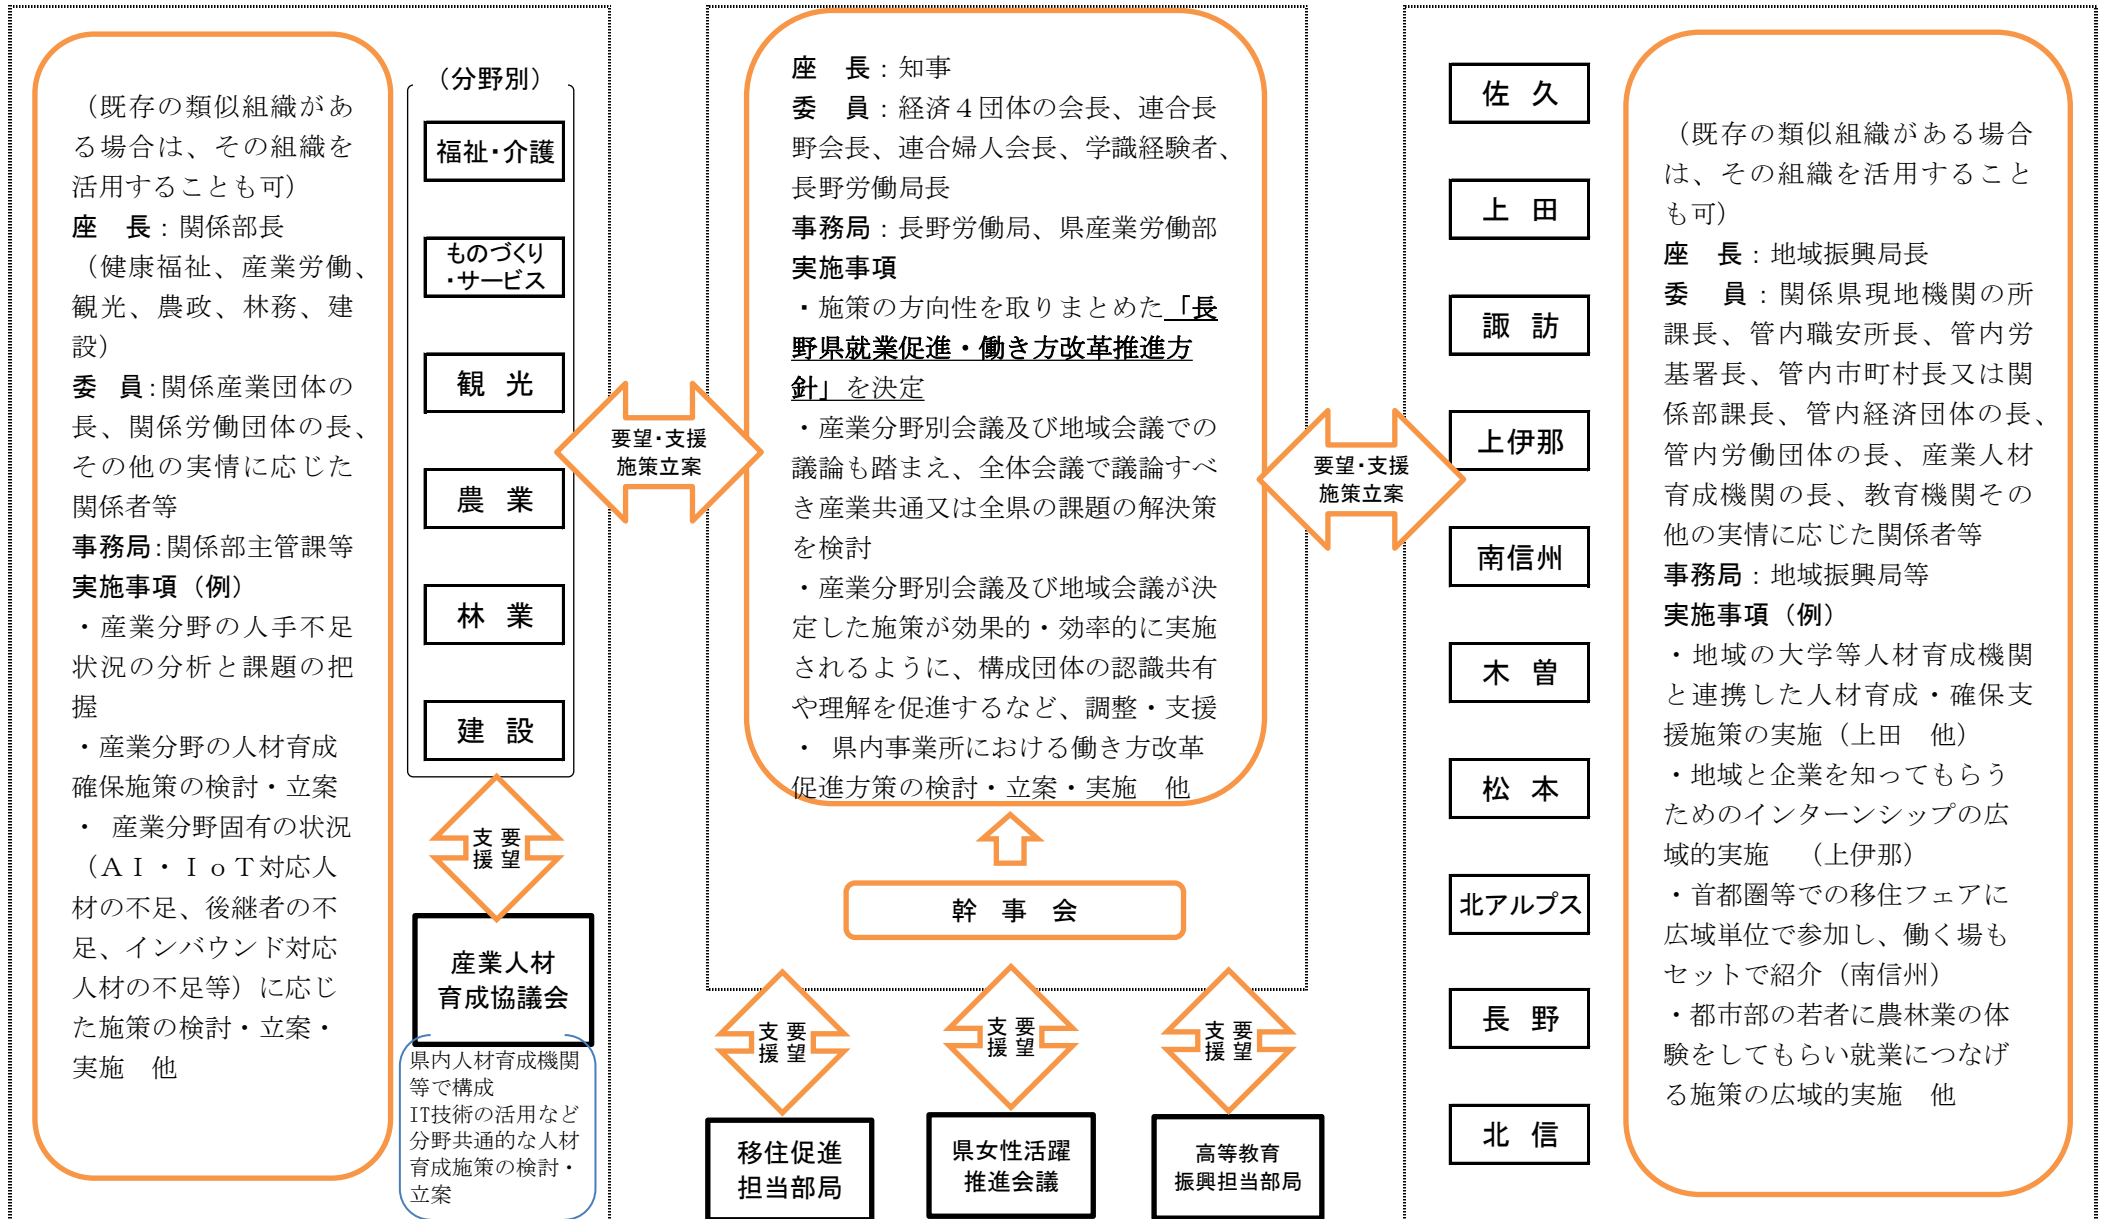 （既存の類似組織があ
る場合は、その組織を
活用することも可）
座　長：関係部長
（健康福祉、産業労働、
観光、農政、林務、建
設）
委　員：関係産業団体の
長、関係労働団体の長、
その他の実情に応じた
関係者等
事務局：関係部主管課等
実施事項（例）
・産業分野の人手不足
状況の分析と課題の把
握
・産業分野の人材育成
確保施策の検討・立案
・ 産業分野固有の状況
（ＡＩ・ＩｏＴ対応人
材の不足、後継者の不
足、インバウンド対応
人材の不足等）に応じ
た施策の検討・立案・
実施　他
（分野別）
福祉・介護
ものづくり
・サービス
観　光
農　業
林　業
建　設
要望
支援
産業人材
育成協議会
県内人材育成機関
等で構成
IT技術の活用など
分野共通的な人材
育成施策の検討・
立案
要望・支援
施策立案
座　長：知事
委　員：経済４団体の会長、連合長
野会長、連合婦人会長、学識経験者、
長野労働局長
事務局：長野労働局、県産業労働部
実施事項
・施策の方向性を取りまとめた「長
野県就業促進・働き方改革推進方
針」を決定
・産業分野別会議及び地域会議での
議論も踏まえ、全体会議で議論すべ
き産業共通又は全県の課題の解決策
を検討
・産業分野別会議及び地域会議が決
定した施策が効果的・効率的に実施
されるように、構成団体の認識共有
や理解を促進するなど、調整・支援
・ 県内事業所における働き方改革
促進方策の検討・立案・実施　他
幹　事　会
要望
支援
要望
支援
要望
支援
移住促進
担当部局
県女性活躍
推進会議
高等教育
振興担当部局
要望・支援
施策立案
佐　久
上　田
諏　訪
上伊那
南信州
木　曽
松　本
北アルプス
長　野
北　信
（既存の類似組織がある場合
は、その組織を活用すること
も可）
座　長：地域振興局長
委　員：関係県現地機関の所
課長、管内職安所長、管内労
基署長、管内市町村長又は関
係部課長、管内経済団体の長、
管内労働団体の長、産業人材
育成機関の長、教育機関その
他の実情に応じた関係者等
事務局：地域振興局等
実施事項（例）
・地域の大学等人材育成機関
と連携した人材育成・確保支
援施策の実施（上田　他）
・地域と企業を知ってもらう
ためのインターンシップの広
域的実施　（上伊那）
・首都圏等での移住フェアに
広域単位で参加し、働く場も
セットで紹介（南信州）
・都市部の若者に農林業の体
験をしてもらい就業につなげ
る施策の広域的実施　他